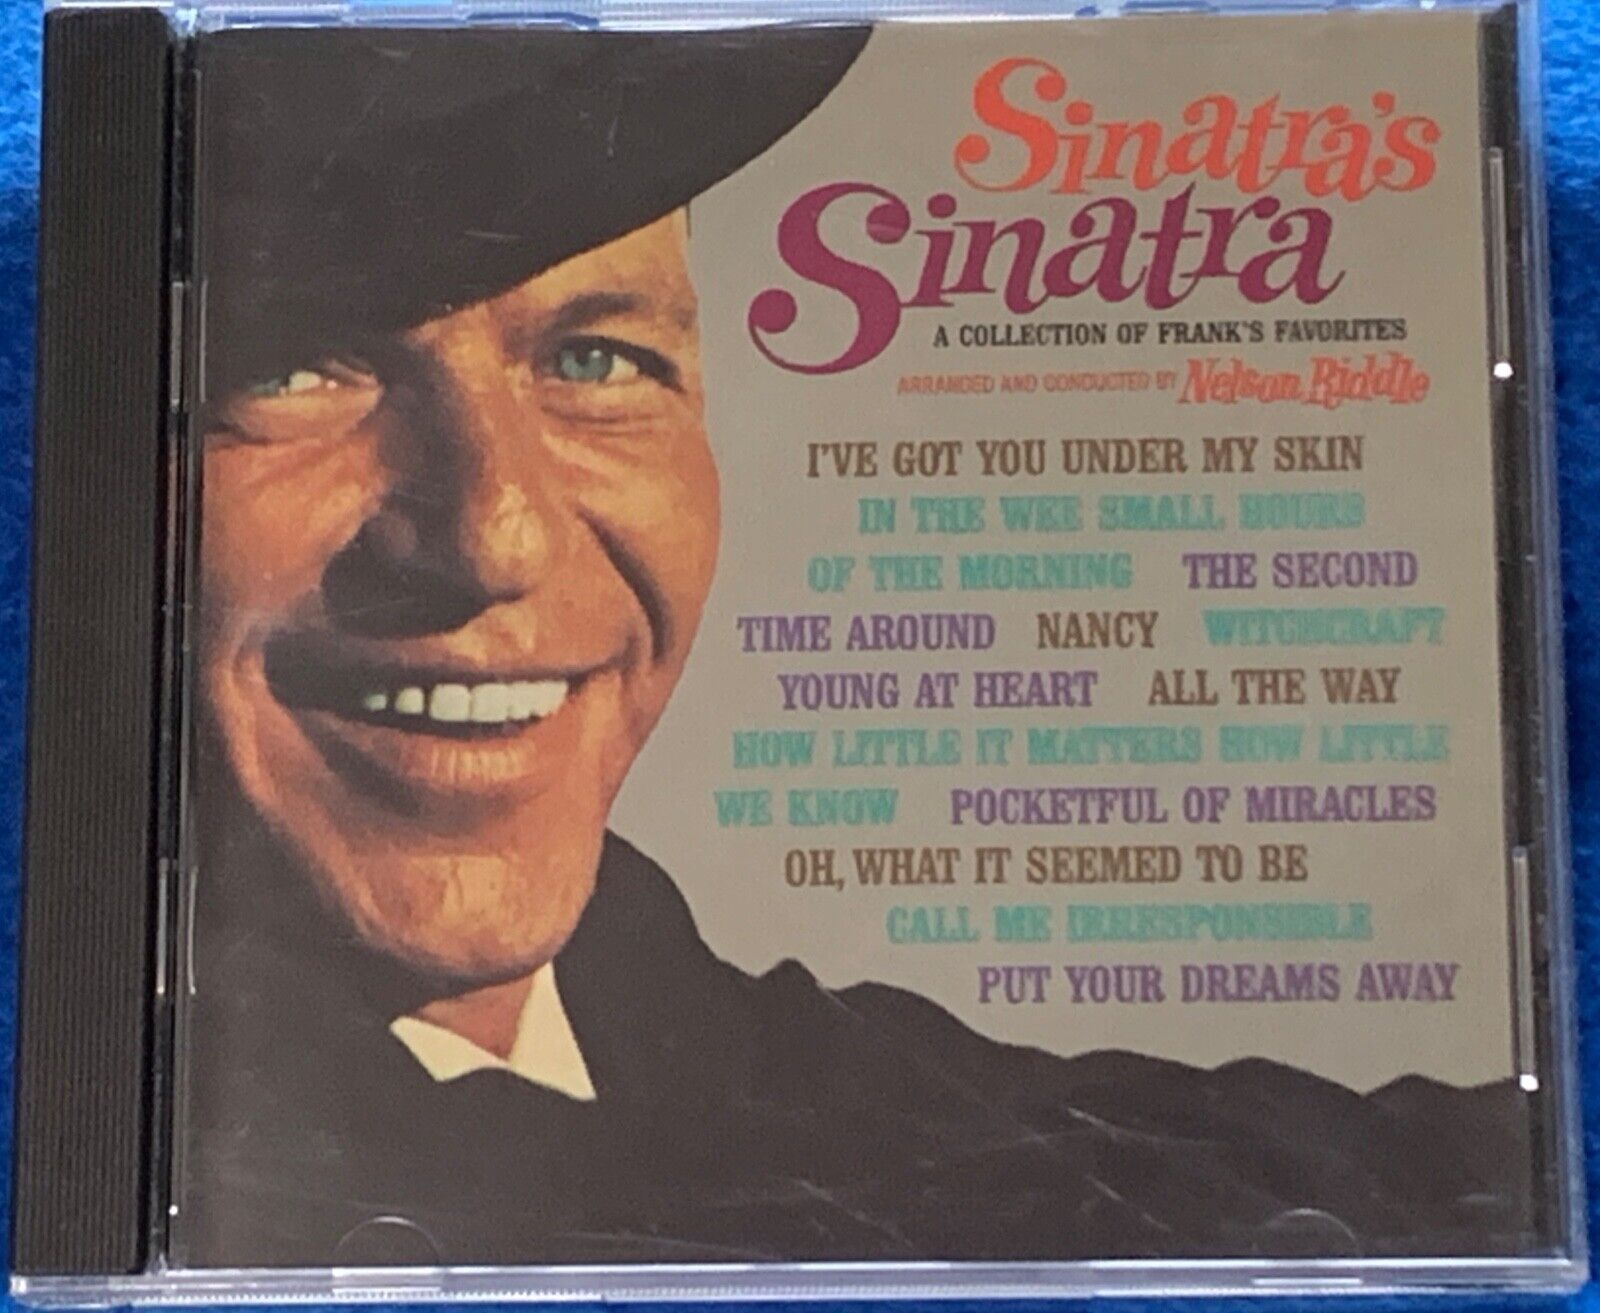 Sinatra's
Sinatra
A COLLECTION OF FRANK'S FAVORITES
ARRANGED AND CONDUCTED BY Nelson Riddle
I'VE GOT YOU UNDER MY SKIN
IN THE WEE SMALL HOURS
OF THE MORNING THE SECOND
TIME AROUND NANCY WITCHCRAFT
YOUNG AT HEART ALL THE WAY
HOW LITTLE IT MATTERS HOW LITTLE
WE KNOW POCKETFUL OF MIRACLES
OH, WHAT IT SEEMED TO BE
CALL ME IRRESPONSIBLE
PUT YOUR DREAMS AWAY